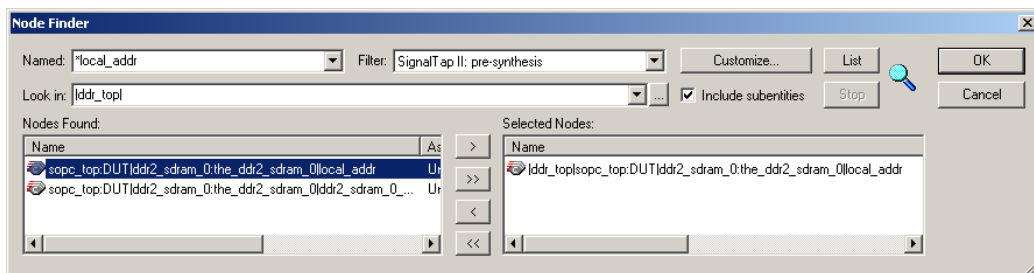 Node Finder
Named: *local_addr Filter: SignalTap II: pre-synthesis Customize... List OK
Look in: |ddr_top| ... Include subentities Stop Cancel
Nodes Found: Selected Nodes:
Name As > Name
sopc_top:DUT|ddr2_sdram_0:the_ddr2_sdram_0|local_addr Ur |ddr_top|sopc_top:DUT|ddr2_sdram_0:the_ddr2_sdram_0|local_addr
sopc_top:DUT|ddr2_sdram_0:the_ddr2_sdram_0|ddr2_sdram_0_... Ur >>
<
<<